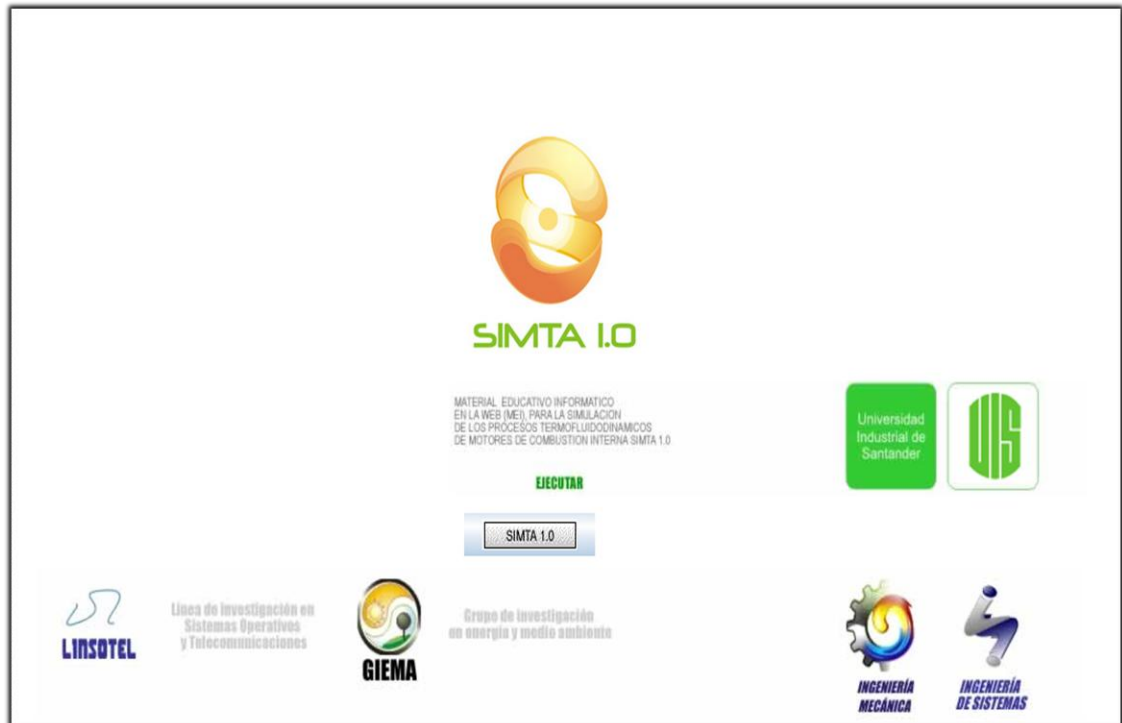 SIMTA 1.0
MATERIAL EDUCATIVO INFORMATICO
EN LA WEB (MEI), PARA LA SIMULACION
DE LOS PROCESOS TERMOFLUIDODINAMICOS
DE MOTORES DE COMBUSTION INTERNA SIMTA 1.0
Universidad
Industrial de
Santander
UIS
EJECUTAR
SIMTA 1.0
LINSOTEL
Línea de investigación en
Sistemas Operativos
y Telecomunicaciones
GIEMA
Grupo de investigación
en energía y medio ambiente
INGENIERÍA
MECÁNICA
INGENIERÍA
DE SISTEMAS